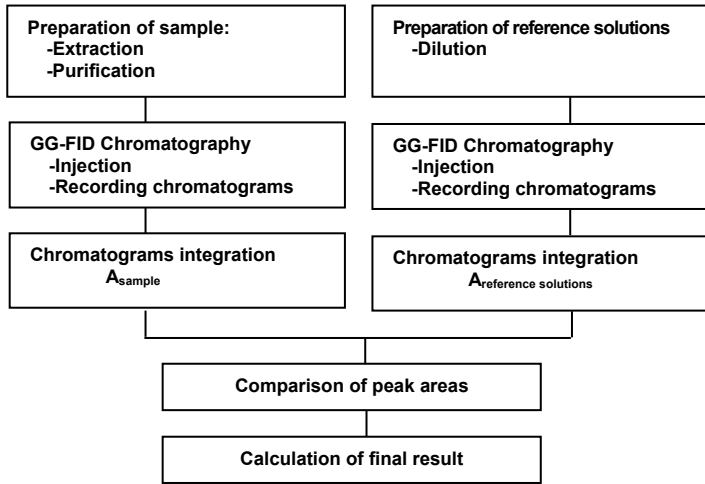 Preparation of sample:
-Extraction
-Purification
Preparation of reference solutions
-Dilution
GG-FID Chromatography
-Injection
-Recording chromatograms
GG-FID Chromatography
-Injection
-Recording chromatograms
Chromatograms integration
Asample
Chromatograms integration
Areference solutions
Comparison of peak areas
Calculation of final result